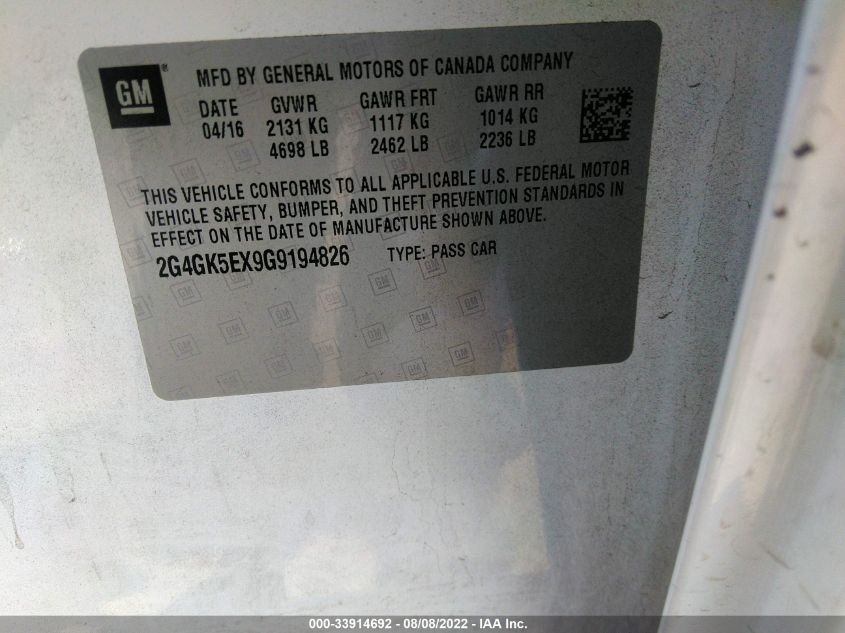 GM
®
MFD BY GENERAL MOTORS OF CANADA COMPANY
DATE GVWR GAWR FRT GAWR RR
04/16 2131 KG 1117 KG 1014 KG
4698 LB 2462 LB 2236 LB
THIS VEHICLE CONFORMS TO ALL APPLICABLE U.S. FEDERAL MOTOR
VEHICLE SAFETY, BUMPER, AND THEFT PREVENTION STANDARDS IN
EFFECT ON THE DATE OF MANUFACTURE SHOWN ABOVE.
2G4GK5EX9G9194826 TYPE: PASS CAR
000-33914692 - 08/08/2022 - IAA Inc.